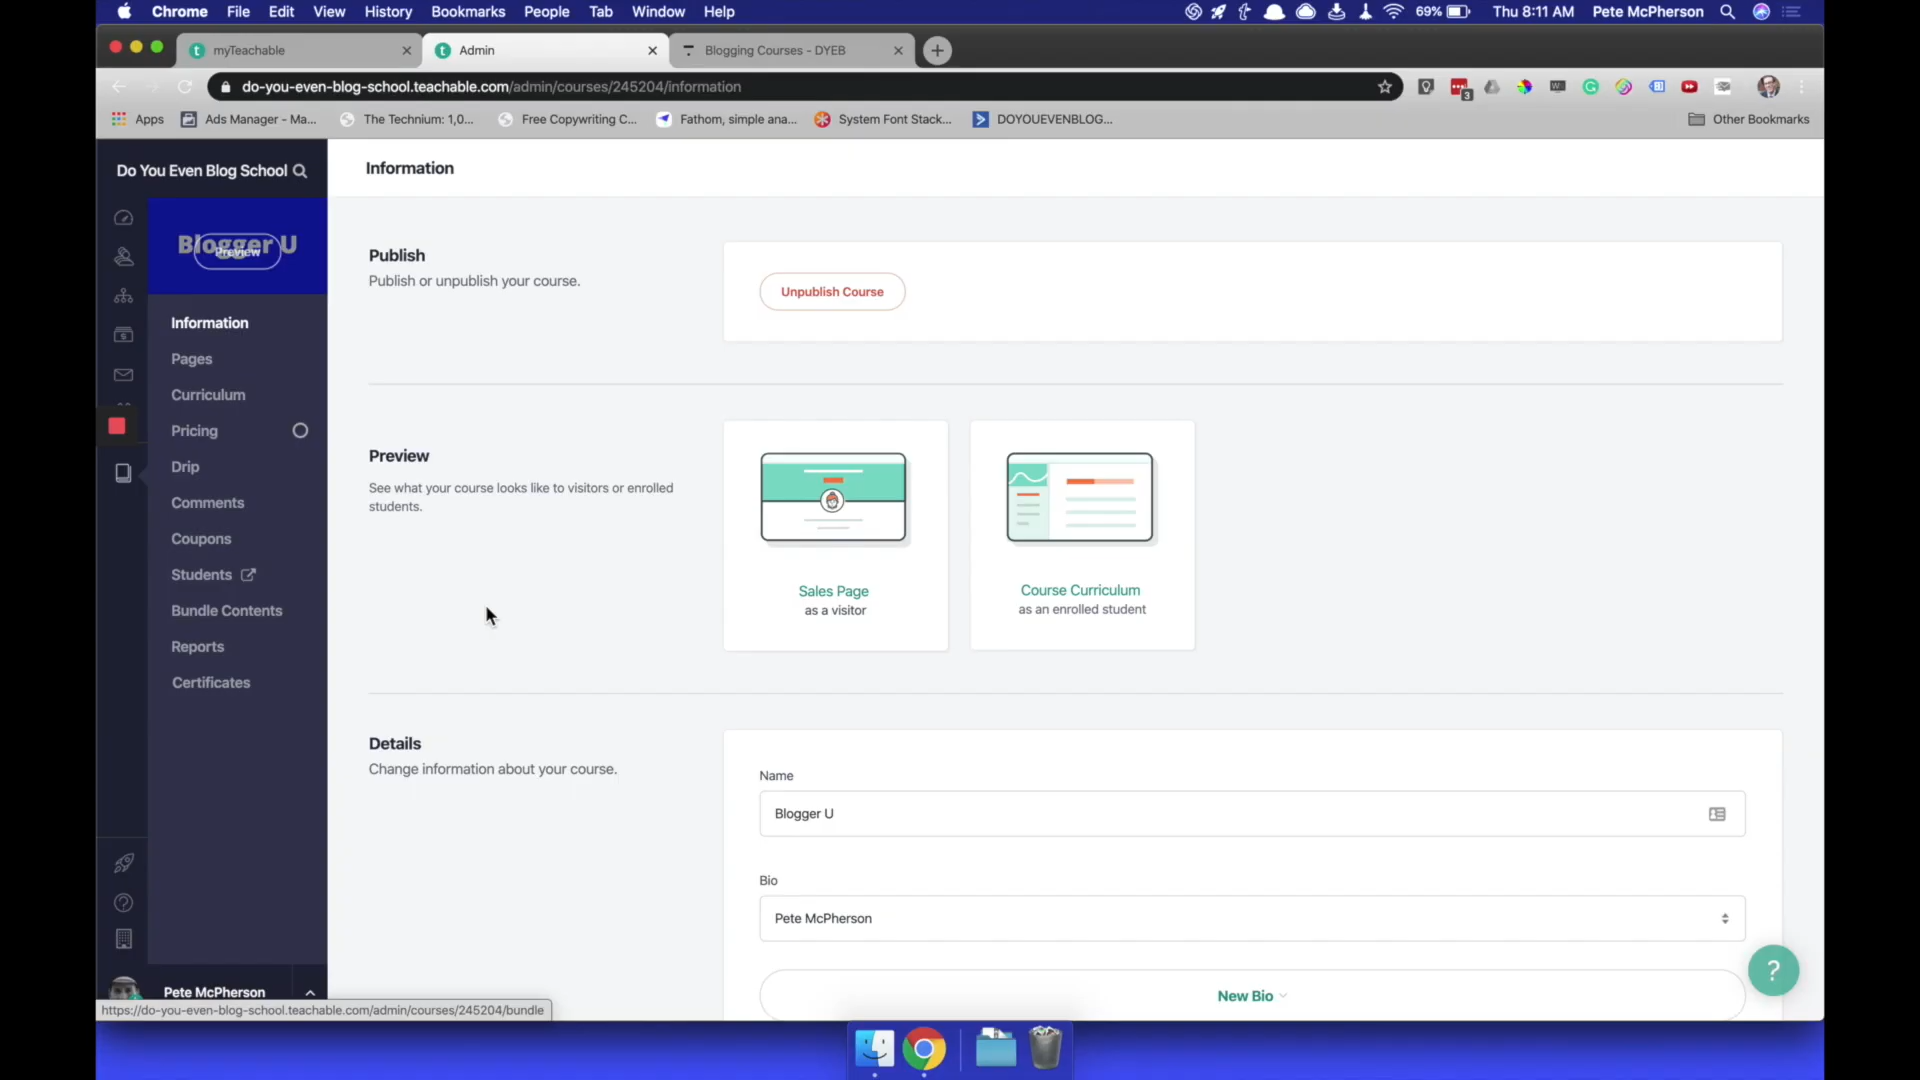 Chrome File Edit View History Bookmarks People Tab Window Help 69% Thu 8:11 AM Pete McPherson
myTeachable
Admin
Blogging Courses - DYEB
do-you-even-blog-school.teachable.com/admin/courses/245204/information
3
Apps
Ads Manager - Ma...
The Technium: 1,0...
Free Copywriting C...
Fathom, simple ana...
System Font Stack...
DOYOUEVENBLOG...
Other Bookmarks
Do You Even Blog School
Information
Blogger U
Preview
Information
Pages
Curriculum
Pricing
Drip
Comments
Coupons
Students
Bundle Contents
Reports
Certificates
Pete McPherson
Publish
Publish or unpublish your course.
Unpublish Course
Preview
See what your course looks like to visitors or enrolled
students.
Sales Page
as a visitor
Course Curriculum
as an enrolled student
Details
Change information about your course.
Name
Blogger U
Bio
Pete McPherson
New Bio
?
https://do-you-even-blog-school.teachable.com/admin/courses/245204/bundle